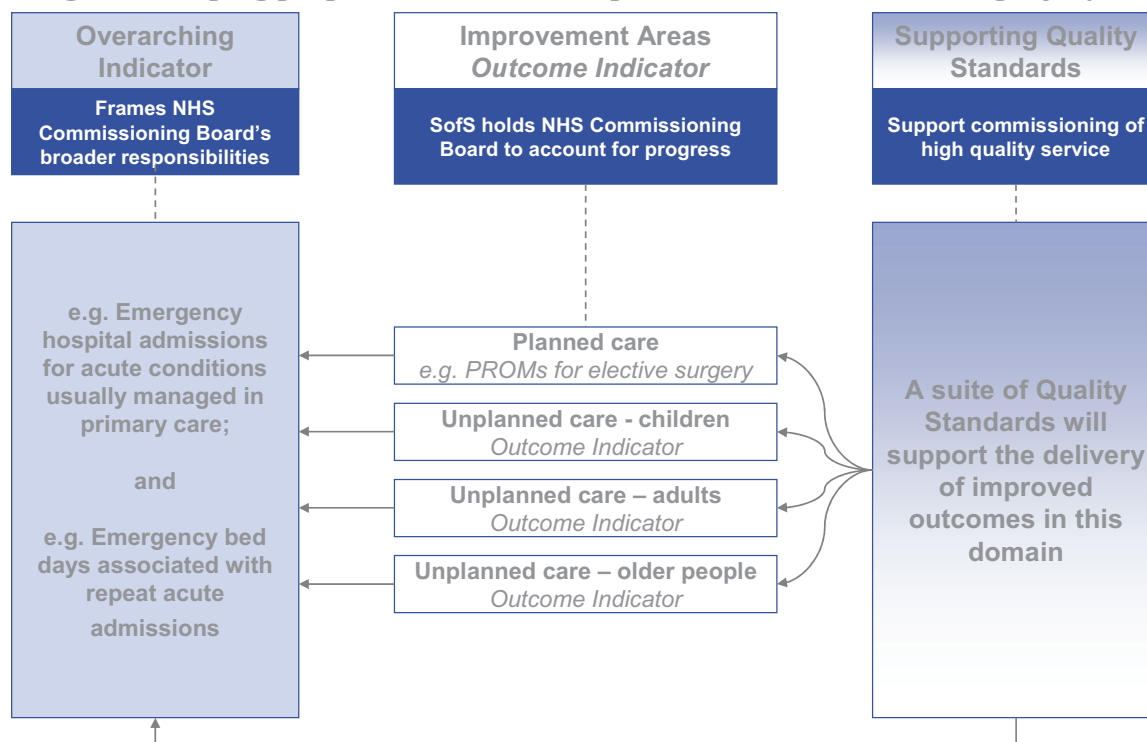 Overarching
Indicator
Frames NHS
Commissioning Board's
broader responsibilities
Improvement Areas
Outcome Indicator
SofS holds NHS Commissioning
Board to account for progress
Supporting Quality
Standards
Support commissioning of
high quality service
e.g. Emergency
hospital admissions
for acute conditions
usually managed in
primary care;
and
e.g. Emergency bed
days associated with
repeat acute
admissions
Planned care
e.g. PROMs for elective surgery
Unplanned care - children
Outcome Indicator
Unplanned care – adults
Outcome Indicator
Unplanned care – older people
Outcome Indicator
A suite of Quality
Standards will
support the delivery
of improved
outcomes in this
domain